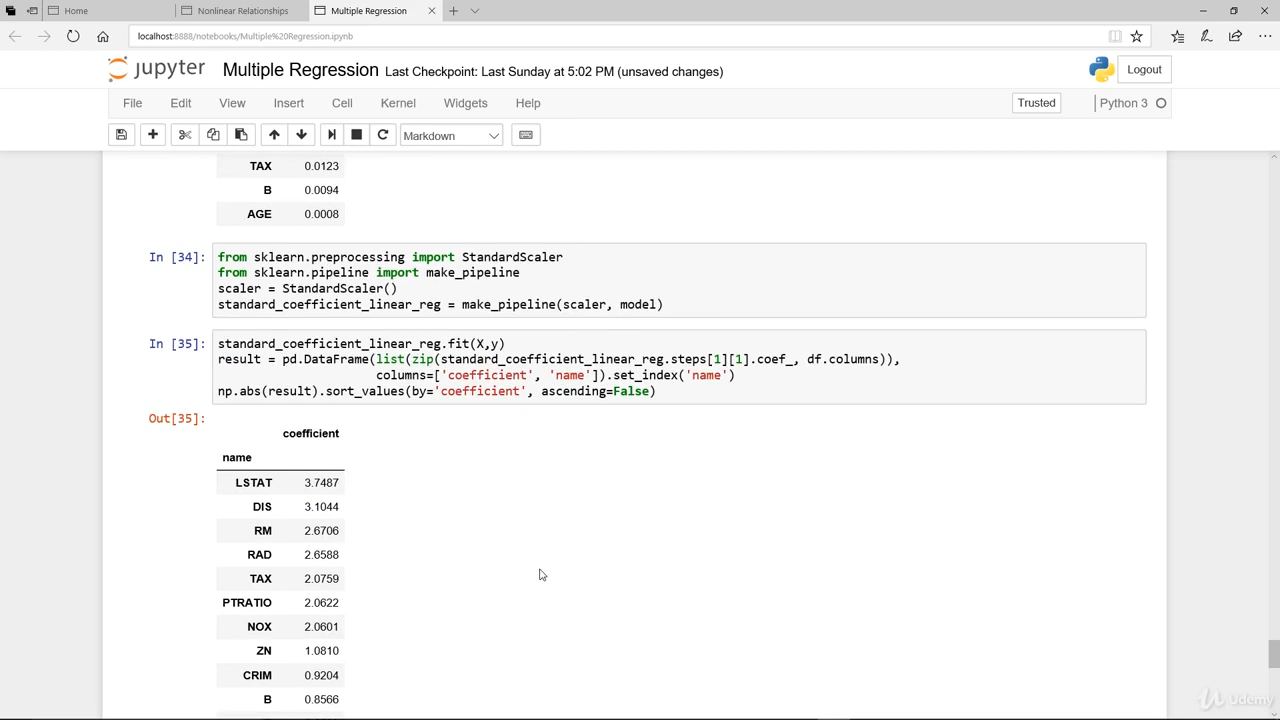 Home
Nonlinear Relationships
Multiple Regression
localhost:8888/notebooks/Multiple%20Regression.ipynb
jupyter Multiple Regression Last Checkpoint: Last Sunday at 5:02 PM (unsaved changes)
Logout
File Edit View Insert Cell Kernel Widgets Help
Trusted
Python 3
Markdown
TAX 0.0123
B 0.0094
AGE 0.0008
In [34]: from sklearn.preprocessing import StandardScaler
from sklearn.pipeline import make_pipeline
scaler = StandardScaler()
standard_coefficient_linear_reg = make_pipeline(scaler, model)
In [35]: standard_coefficient_linear_reg.fit(X,y)
result = pd.DataFrame(list(zip(standard_coefficient_linear_reg.steps[1][1].coef_, df.columns)),
columns=['coefficient', 'name']).set_index('name')
np.abs(result).sort_values(by='coefficient', ascending=False)
Out[35]:
coefficient
name
LSTAT 3.7487
DIS 3.1044
RM 2.6706
RAD 2.6588
TAX 2.0759
PTRATIO 2.0622
NOX 2.0601
ZN 1.0810
CRIM 0.9204
B 0.8566
Udemy